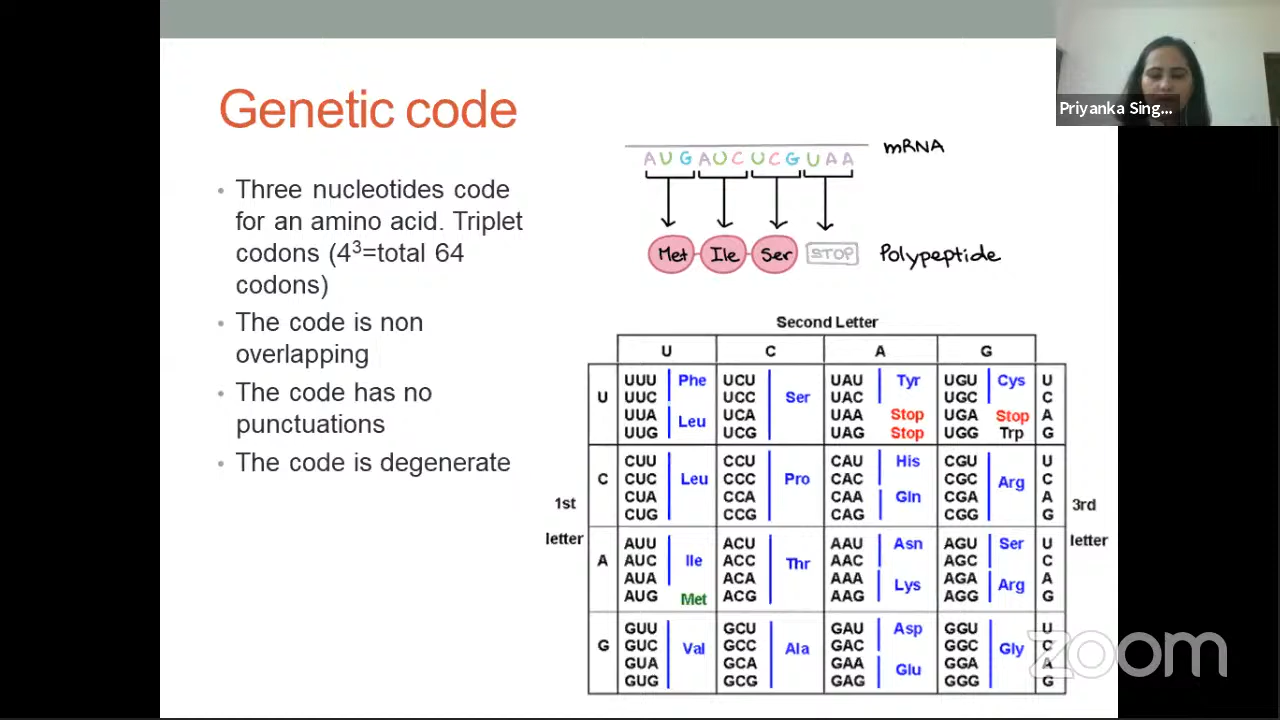 Genetic code
Priyanka Sing...
• Three nucleotides code
for an amino acid. Triplet
codons (4³=total 64
codons)
• The code is non
overlapping
• The code has no
punctuations
• The code is degenerate
mRNA
AUGAUCUCGUAA
Met Ile Ser STOP Polypeptide
Second Letter
U C A G
UUU Phe UCU Ser UAU Tyr UGU Cys U
U UUC UCC UAC UGC C
UUA Leu UCA UAA Stop UGA Stop A
UUG UCG UAG Stop UGG Trp G
CUU Leu CCU Pro CAU His CGU Arg U
C CUC CCC CAC CGC C
CUA CCA CAA Gln CGA A
CUG CCG CAG CGG G
1st letter
3rd letter
AUU Ile ACU Thr AAU Asn AGU Ser U
A AUC ACC AAC AGC C
AUA ACA AAA Lys AGA Arg A
AUG Met ACG AAG AGG G
GUU Val GCU Ala GAU Asp GGU Gly U
G GUC GCC GAC GGC C
GUA GCA GAA Glu GGA A
GUG GCG GAG GGG G
zoom